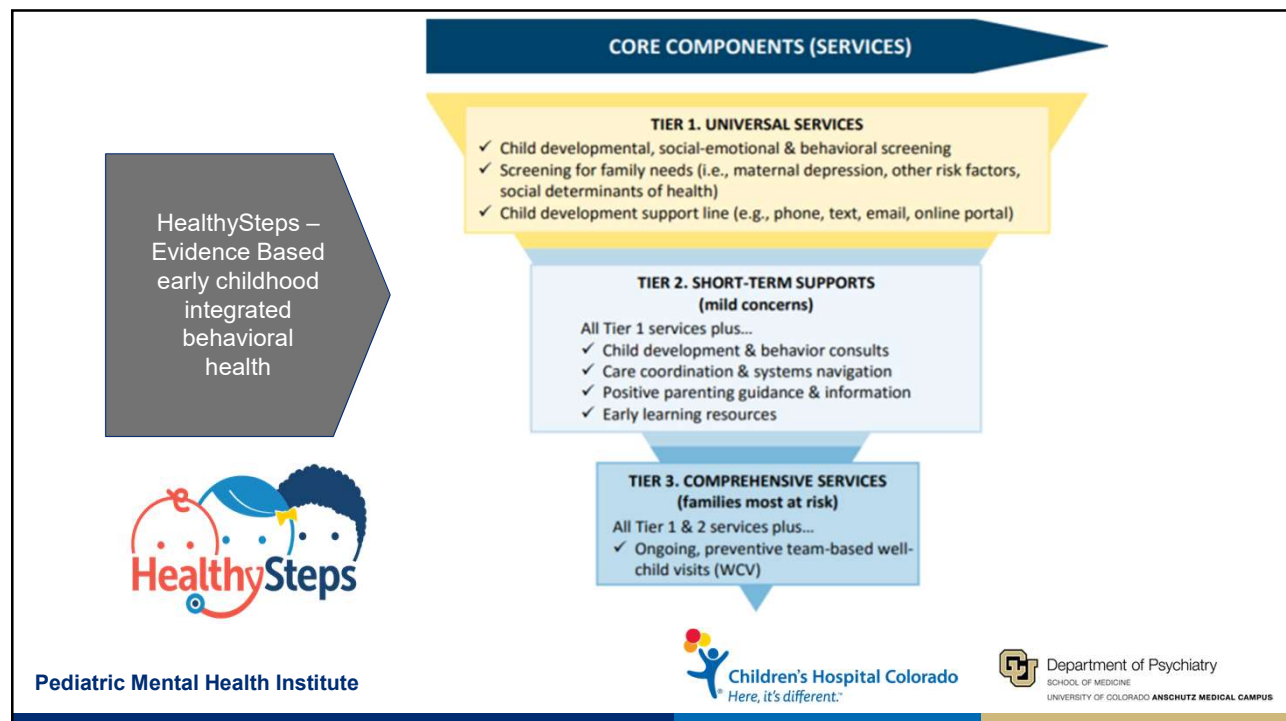 CORE COMPONENTS (SERVICES)
HealthySteps –
Evidence Based
early childhood
integrated
behavioral
health
TIER 1. UNIVERSAL SERVICES
✓ Child developmental, social-emotional & behavioral screening
✓ Screening for family needs (i.e., maternal depression, other risk factors,
social determinants of health)
✓ Child development support line (e.g., phone, text, email, online portal)
TIER 2. SHORT-TERM SUPPORTS
(mild concerns)
All Tier 1 services plus…
✓ Child development & behavior consults
✓ Care coordination & systems navigation
✓ Positive parenting guidance & information
✓ Early learning resources
TIER 3. COMPREHENSIVE SERVICES
(families most at risk)
All Tier 1 & 2 services plus…
✓ Ongoing, preventive team-based well-
child visits (WCV)
HealthySteps
Pediatric Mental Health Institute
Children's Hospital Colorado
Here, it's different.™
CU
Department of Psychiatry
SCHOOL OF MEDICINE
UNIVERSITY OF COLORADO ANSCHUTZ MEDICAL CAMPUS